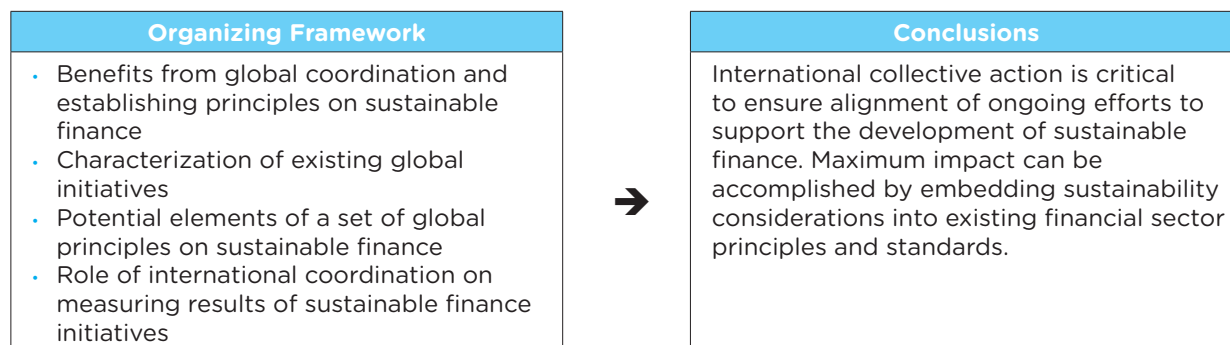 Organizing Framework
• Benefits from global coordination and
establishing principles on sustainable
finance
• Characterization of existing global
initiatives
• Potential elements of a set of global
principles on sustainable finance
• Role of international coordination on
measuring results of sustainable finance
initiatives
Conclusions
International collective action is critical
to ensure alignment of ongoing efforts to
support the development of sustainable
finance. Maximum impact can be
accomplished by embedding sustainability
considerations into existing financial sector
principles and standards.